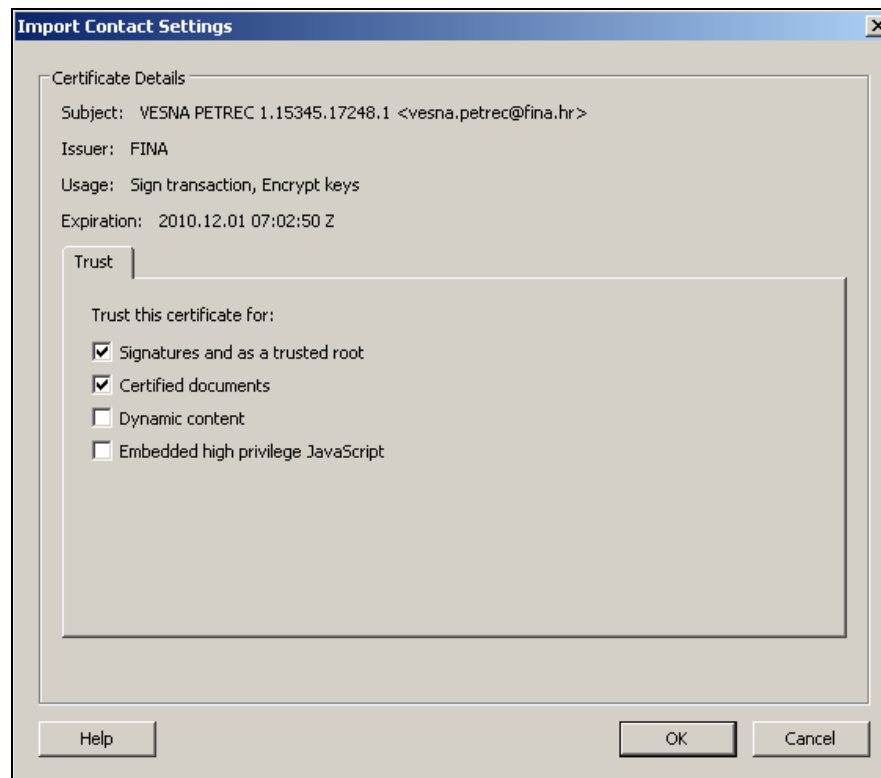 Import Contact Settings
Certificate Details
Subject: VESNA PETREC 1.15345.17248.1 <vesna.petrec@fina.hr>
Issuer: FINA
Usage: Sign transaction, Encrypt keys
Expiration: 2010.12.01 07:02:50 Z
Trust
Trust this certificate for:
Signatures and as a trusted root
Certified documents
Dynamic content
Embedded high privilege JavaScript
Help OK Cancel